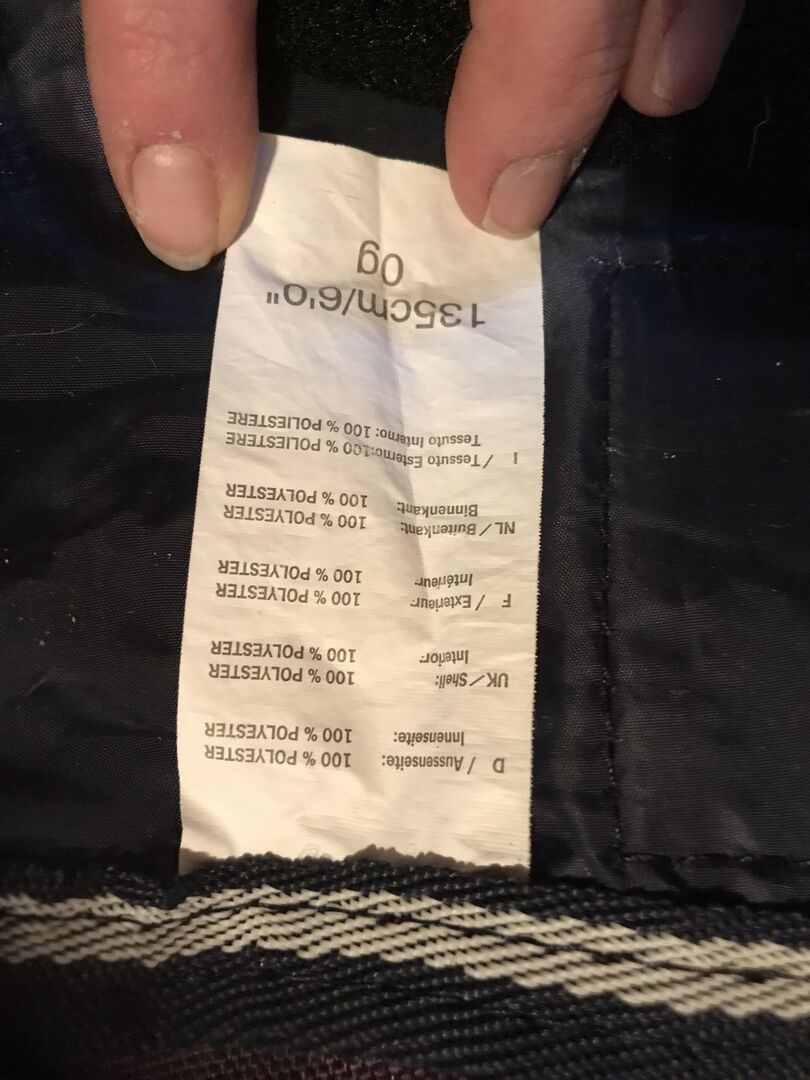 D / Aussenseite: 100 % POLYESTER
Innenseite: 100 % POLYESTER
UK/Shell: 100 % POLYESTER
Interior: 100 % POLYESTER
F / Exterieur: 100 % POLYESTER
Intérieur: 100 % POLYESTER
NL/Buitenkant: 100 % POLYESTER
Binnenkant: 100 % POLYESTER
I / Tessuto Esterno:100 % POLIESTERE
Tessuto Interno: 100 % POLIESTERE
135cm/6'0"
0g